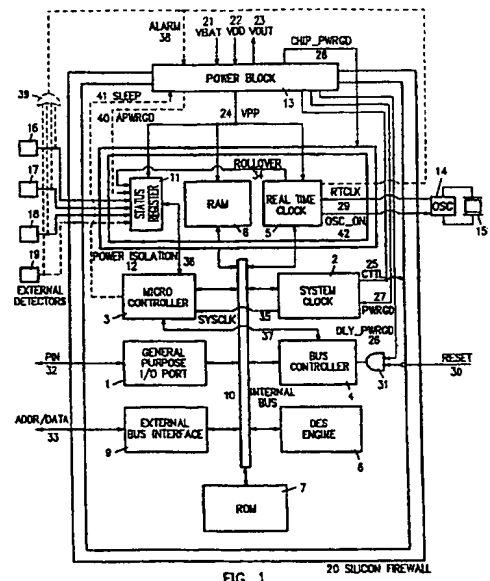 21 22 23
VBAT VDD VOUT
ALARM
38
CHIP_PWRGD
28
POWER BLOCK
13
41 SLEEP
40 APWRGD
24 VPP
39
16
17
18
19
EXTERNAL
DETECTORS
11
STATUS
REGISTER
ROLLOVER
34
RAM
8
REAL TIME
CLOCK
5
RTCLK
29
OSC_ON
42
14
OSC
15
POWER ISOLATION
12
36
MICRO
CONTROLLER
3
SYSCLK
35
37
2
SYSTEM
CLOCK
25
CTTL
27
PWRGD
DLY_PWRGD
26
PIN
32
GENERAL
PURPOSE
I/O PORT
1
BUS
CONTROLLER
4
31
RESET
30
10
INTERNAL
BUS
ADDR/DATA
33
EXTERNAL
BUS INTERFACE
9
DES
ENGINE
6
ROM
7
20 SILICON FIREWALL
FIG. 1